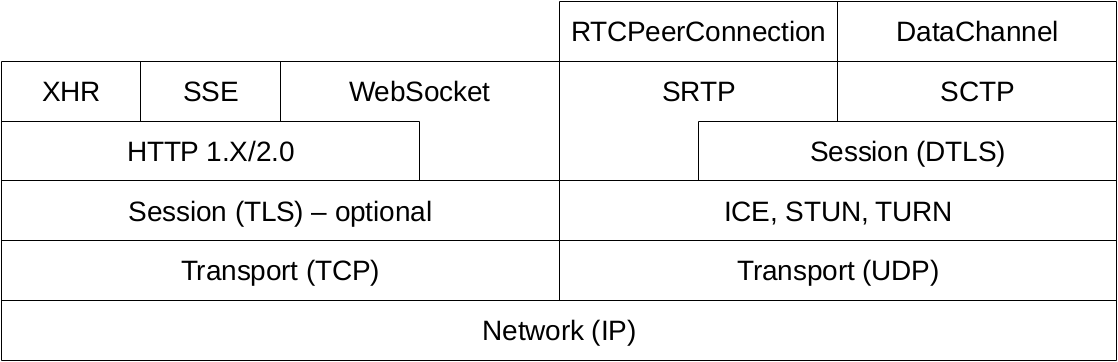 RTCPeerConnection DataChannel
XHR SSE WebSocket SRTP SCTP
HTTP 1.X/2.0 Session (DTLS)
Session (TLS) – optional ICE, STUN, TURN
Transport (TCP) Transport (UDP)
Network (IP)